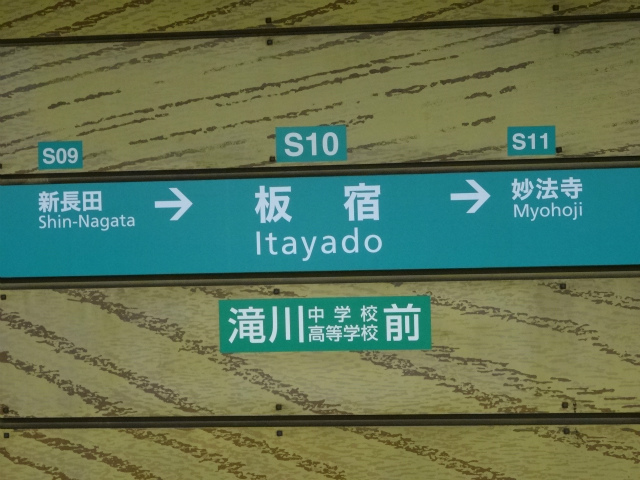 S09 S10 S11
新長田 → 板宿 → 妙法寺
Shin-Nagata Itayado Myohoji
滝川中学校高等学校前